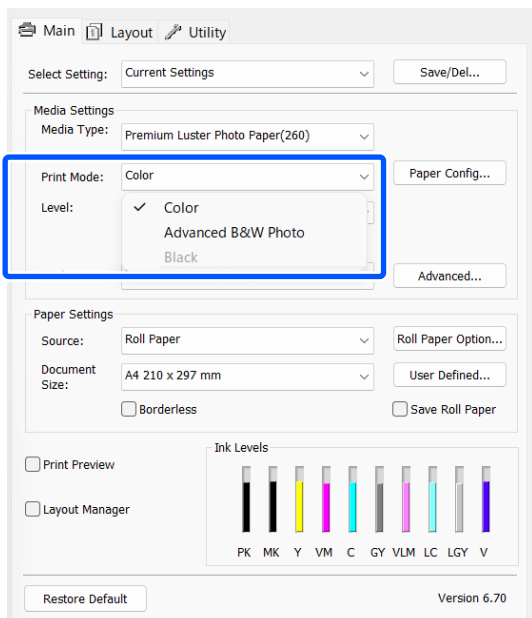 Main Layout Utility
Select Setting: Current Settings Save/Del...
Media Settings
Media Type: Premium Luster Photo Paper(260)
Print Mode: Color Paper Config...
Level:
Color
Advanced B&W Photo
Black
Advanced...
Paper Settings
Source: Roll Paper Roll Paper Option...
Document
Size: A4 210 x 297 mm User Defined...
Borderless Save Roll Paper
Ink Levels
Print Preview
Layout Manager
PK MK Y VM C GY VLM LC LGY V
Restore Default Version 6.70